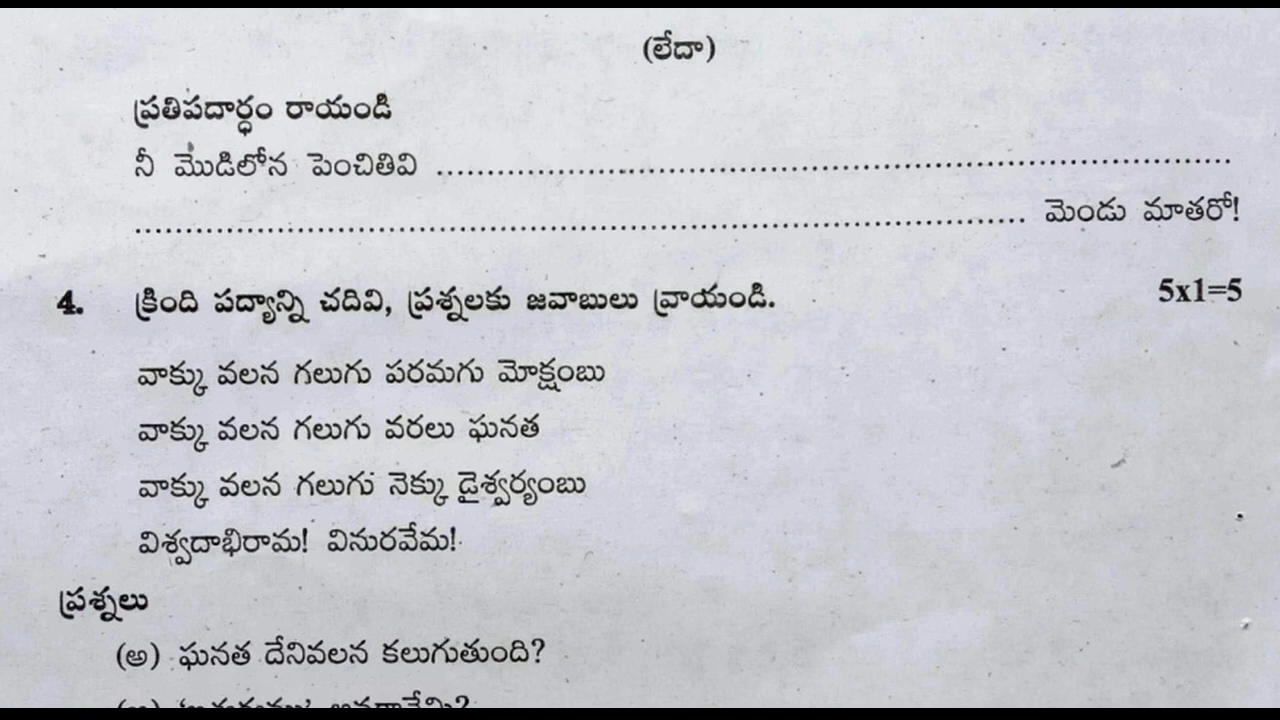 (లేదా)
ప్రతిపదార్థం రాయండి
నీ మొడిలోన పెంచితివి ....................................................................................
.................................................................................................. మెండు మాతరో!
4. క్రింది పద్యాన్ని చదివి, ప్రశ్నలకు జవాబులు వ్రాయండి. 5x1=5
వాక్కు వలన గలుగు పరమగు మోక్షంబు
వాక్కు వలన గలుగు వరలు ఘనత
వాక్కు వలన గలుగు నెక్కు డైశ్వర్యంబు
విశ్వదాభిరామ! వినురవేమ!
ప్రశ్నలు
(అ) ఘనత దేనివలన కలుగుతుంది?